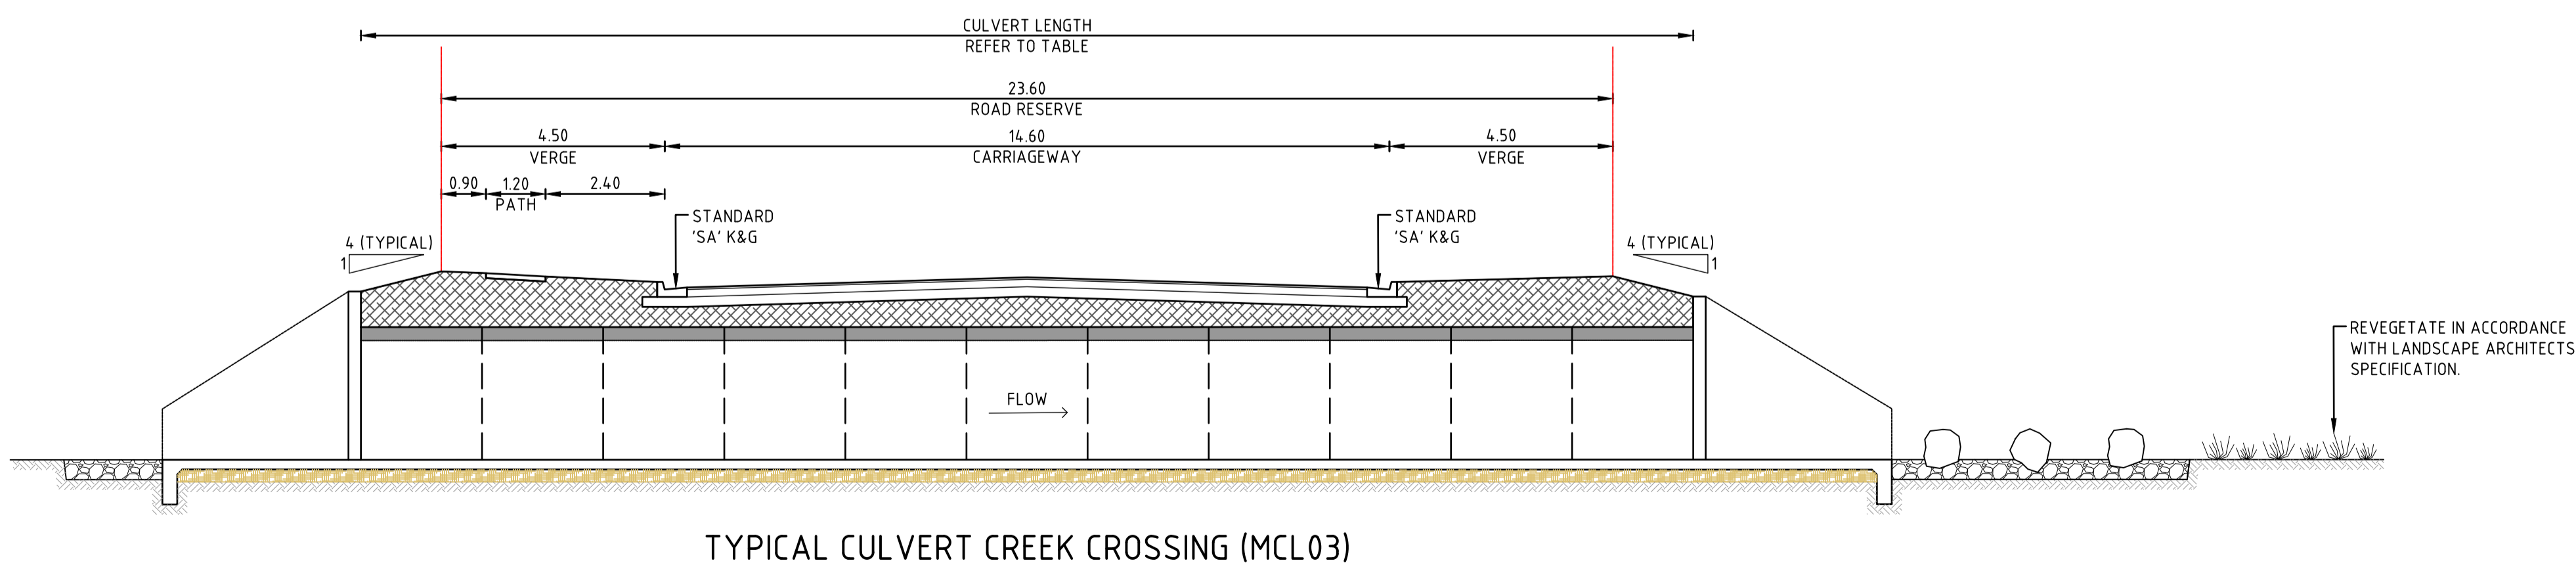 CULVERT LENGTH
REFER TO TABLE
23.60
ROAD RESERVE
4.50
VERGE
14.60
CARRIAGEWAY
4.50
VERGE
0.90
1.20
PATH
2.40
STANDARD
'SA' K&G
STANDARD
'SA' K&G
4 (TYPICAL)
1
4 (TYPICAL)
1
REVEGETATE IN ACCORDANCE
WITH LANDSCAPE ARCHITECTS
SPECIFICATION.
FLOW
TYPICAL CULVERT CREEK CROSSING (MCL03)